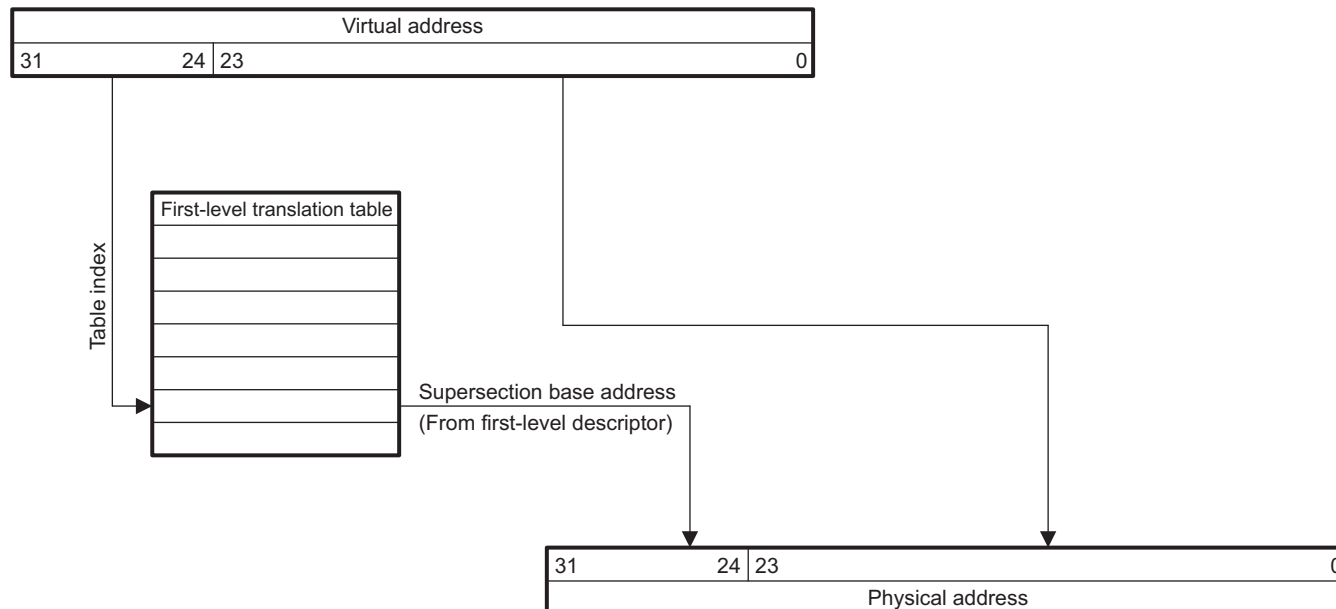 Virtual address
31 24 23 0
First-level translation table
Table index
Supersection base address
(From first-level descriptor)
31 24 23 0
Physical address